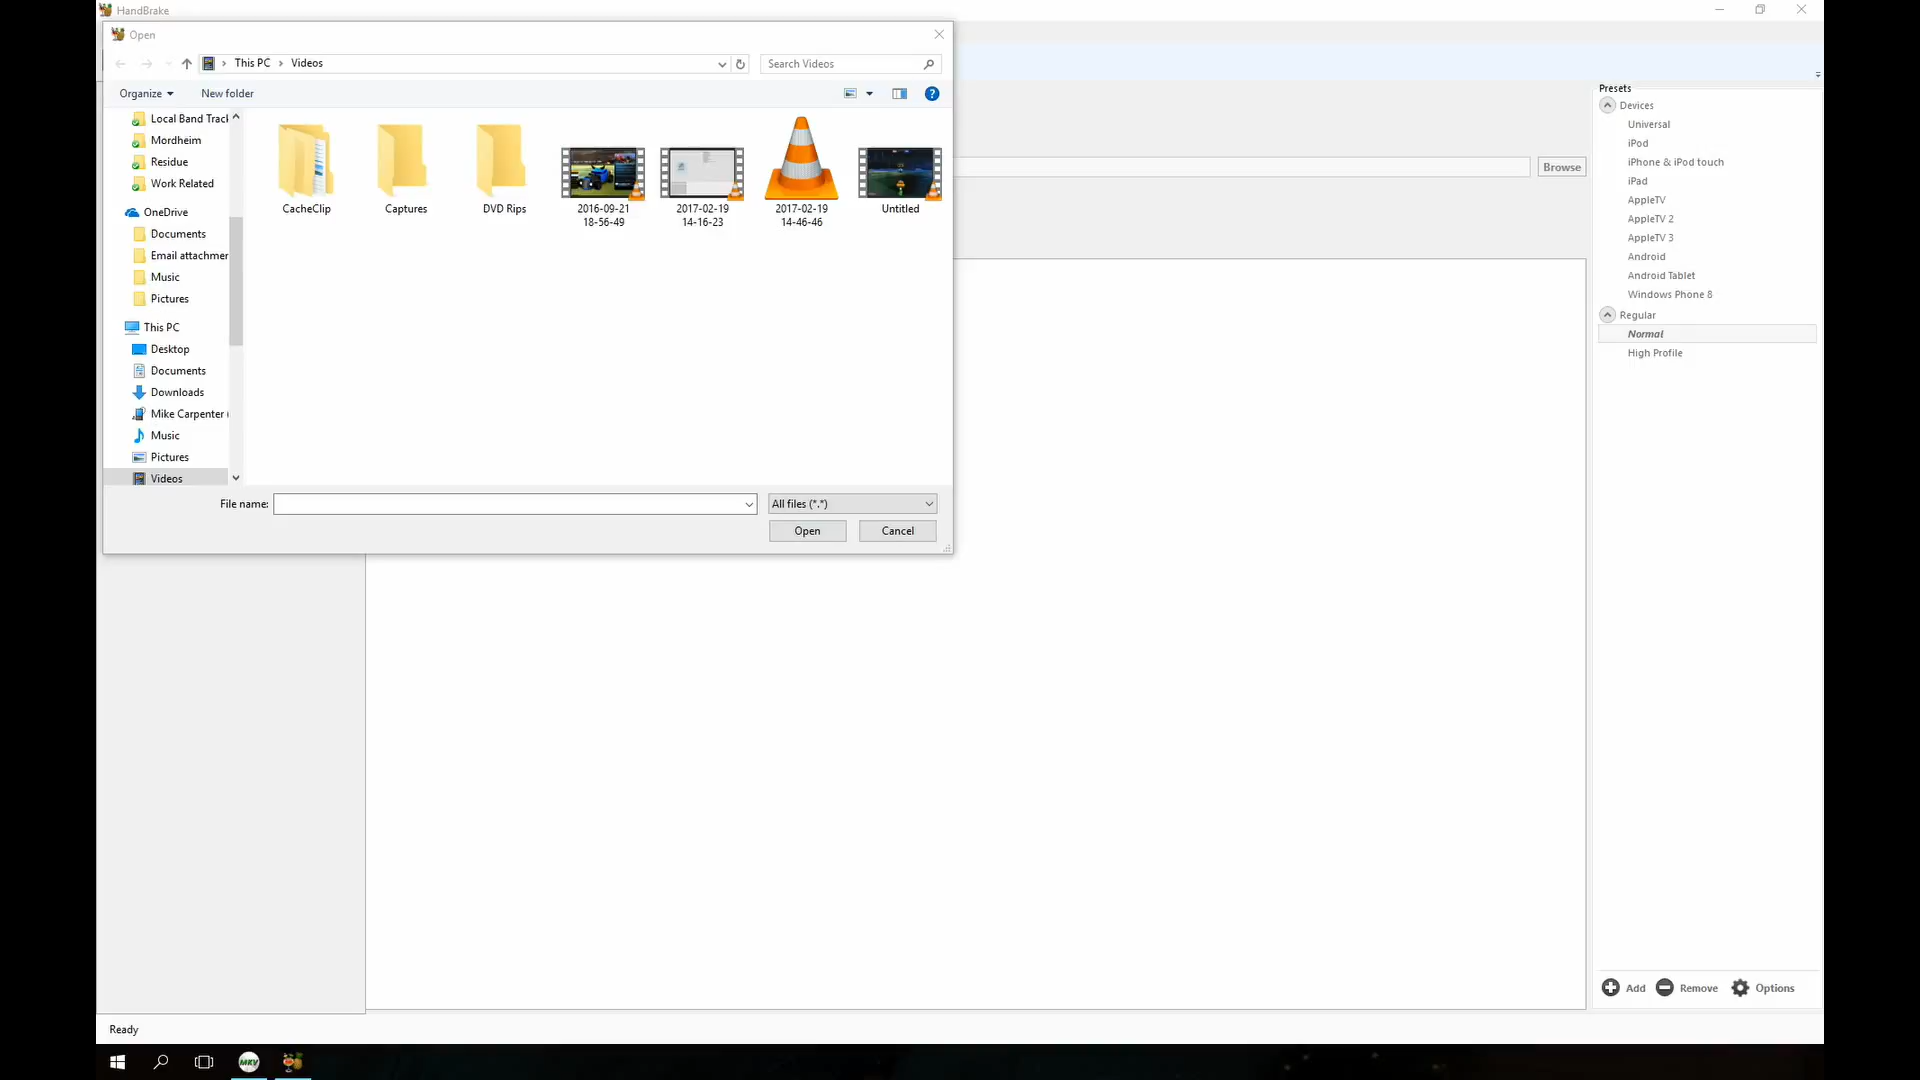 HandBrake
Open
This PC > Videos
Search Videos
Organize
New folder
Local Band Track
Mordheim
Residue
Work Related
OneDrive
Documents
Email attachmer
Music
Pictures
This PC
Desktop
Documents
Downloads
Mike Carpenter (
Music
Pictures
Videos
CacheClip
Captures
DVD Rips
2016-09-21
18-56-49
2017-02-19
14-16-23
2017-02-19
14-46-46
Untitled
File name:
All files (*.*)
Open
Cancel
Browse
Presets
Devices
Universal
iPod
iPhone & iPod touch
iPad
AppleTV
AppleTV 2
AppleTV 3
Android
Android Tablet
Windows Phone 8
Regular
Normal
High Profile
Add
Remove
Options
Ready
MKV